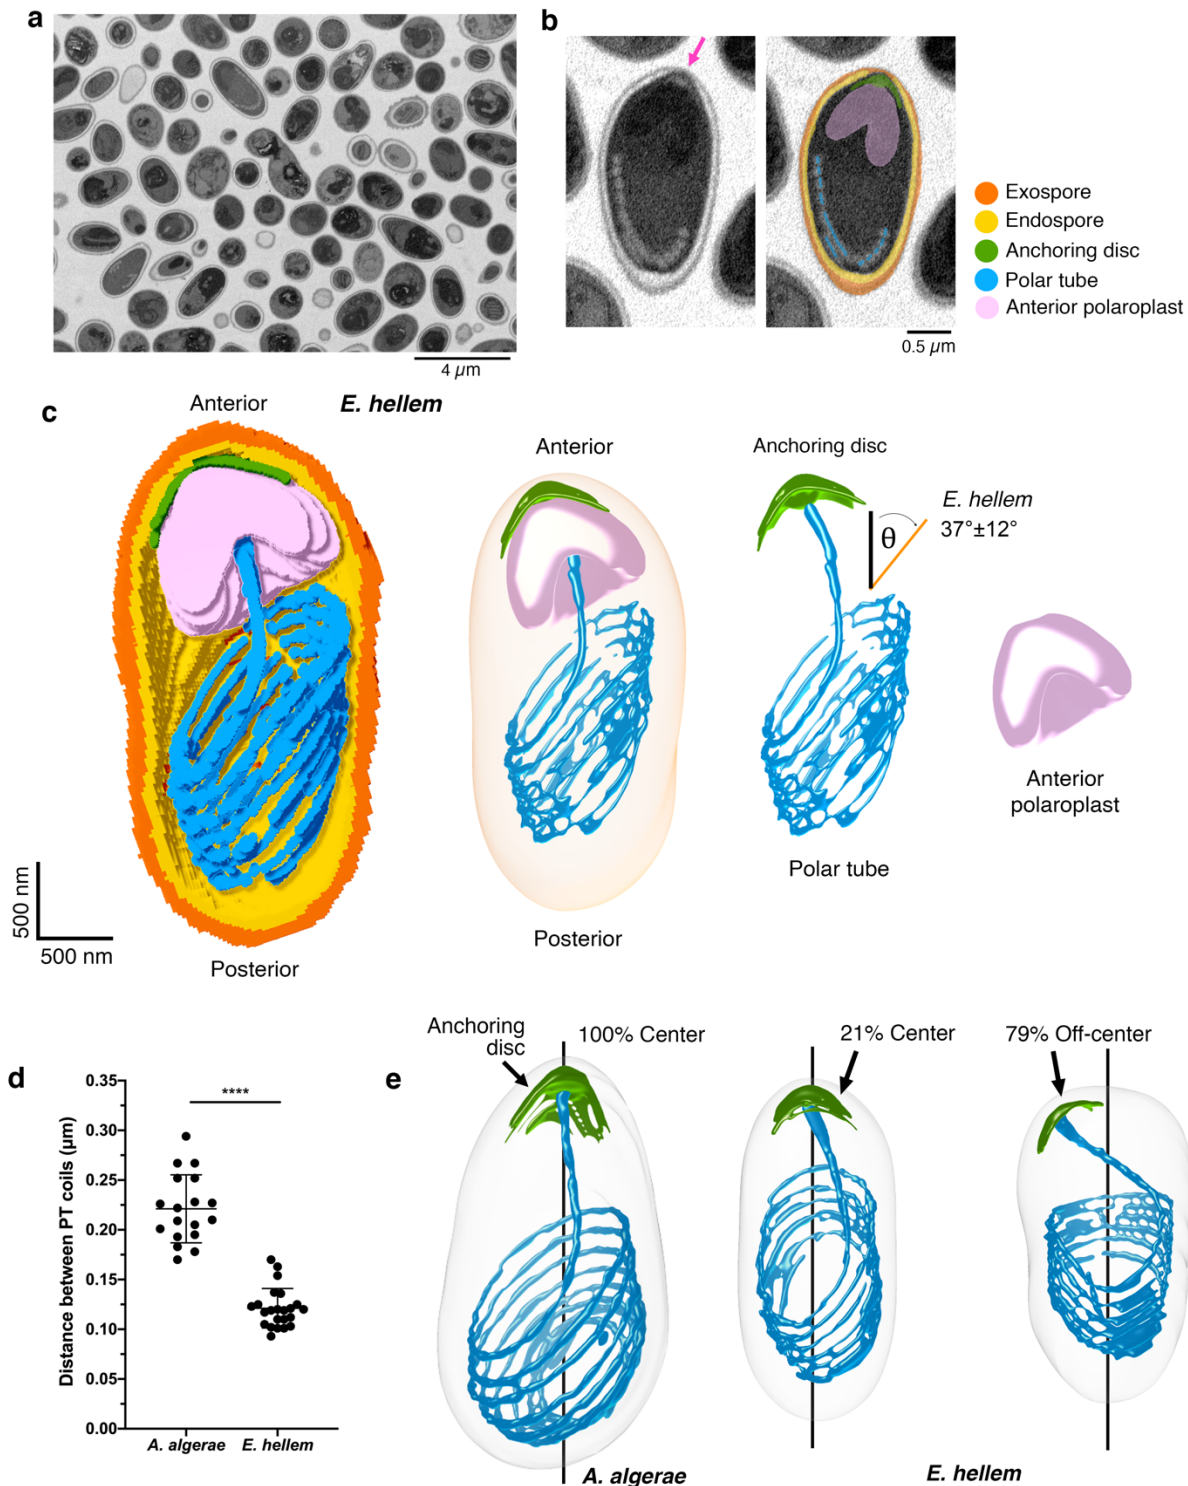 a
4 µm
b
Exospore
Endospore
Anchoring disc
Polar tube
Anterior polaroplast
0.5 µm
c
Anterior
E. hellem
Anterior
Anchoring disc
E. hellem
37°±12°
θ
Anterior
polaroplast
Polar tube
500 nm
500 nm
Posterior
Posterior
d
Distance between PT coils (µm)
0.35
0.30
0.25
0.20
0.15
0.10
0.05
0.00
****
A. algerae
E. hellem
e
Anchoring
disc
100% Center
21% Center
79% Off-center
A. algerae
E. hellem